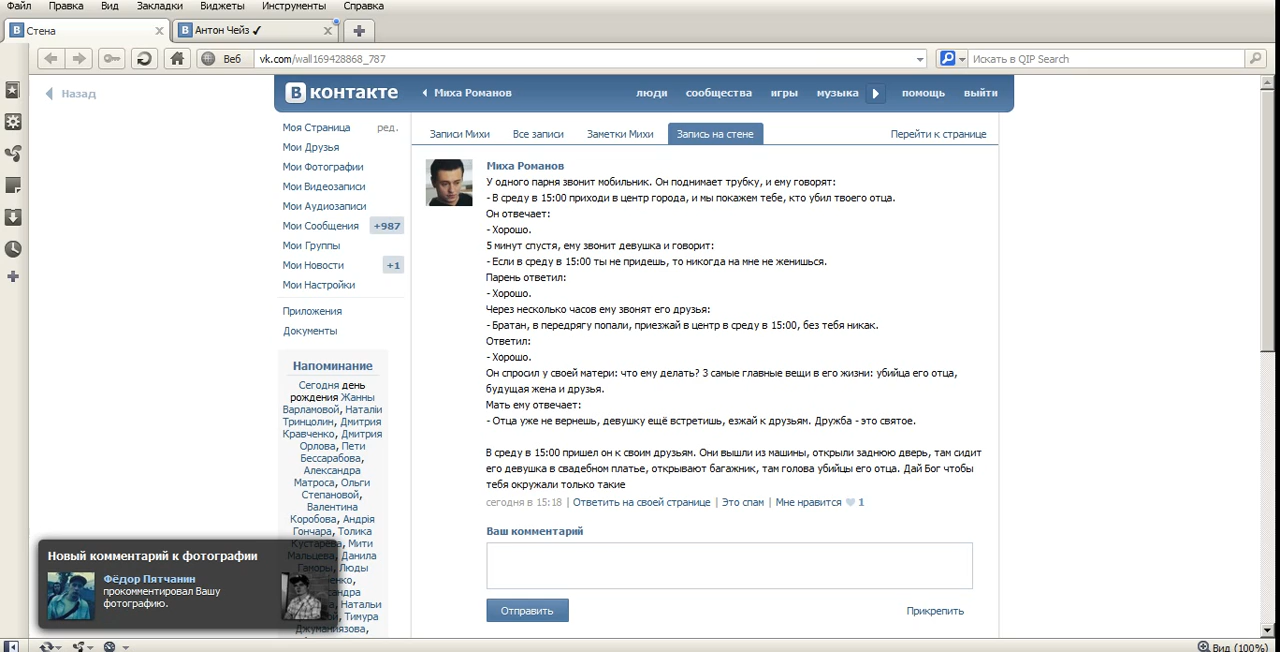 Файл Правка Вид Закладки Виджеты Инструменты Справка
В Стена
В Антон Чейз ✓
Веб vk.com/wall169428868_787 Искать в QIP Search
Назад
В контакте Миха Романов люди сообщества игры музыка помощь выйти
Моя Страница ред.
Мои Друзья
Мои Фотографии
Мои Видеозаписи
Мои Аудиозаписи
Мои Сообщения +987
Мои Группы
Мои Новости +1
Мои Настройки
Приложения
Документы
Напоминание
Сегодня день
рождения Жанны
Варламовой, Наталії
Тринцолин, Дмитрия
Кравченко, Дмитрия
Орлова, Пети
Бессарабова,
Александра
Матроса, Ольги
Степановой,
Валентина
Коробова, Андрія
Гончара, Толика
Кустарёва, Мити
Мальцева, Данила
Гаморы, Люды
Натальи
Тимура
Джуманиязова,
Записи Михи Все записи Заметки Михи Запись на стене Перейти к странице
Миха Романов
У одного парня звонит мобильник. Он поднимает трубку, и ему говорят:
- В среду в 15:00 приходи в центр города, и мы покажем тебе, кто убил твоего отца.
Он отвечает:
- Хорошо.
5 минут спустя, ему звонит девушка и говорит:
- Если в среду в 15:00 ты не придешь, то никогда на мне не женишься.
Парень ответил:
- Хорошо.
Через несколько часов ему звонят его друзья:
- Братан, в передрягу попали, приезжай в центр в среду в 15:00, без тебя никак.
Ответил:
- Хорошо.
Он спросил у своей матери: что ему делать? 3 самые главные вещи в его жизни: убийца его отца,
будущая жена и друзья.
Мать ему отвечает:
- Отца уже не вернешь, девушку ещё встретишь, езжай к друзьям. Дружба - это святое.
В среду в 15:00 пришел он к своим друзьям. Они вышли из машины, открыли заднюю дверь, там сидит
его девушка в свадебном платье, открывают багажник, там голова убийцы его отца. Дай Бог чтобы
тебя окружали только такие
сегодня в 15:18 | Ответить на своей странице | Это спам | Мне нравится 1
Ваш комментарий
Отправить Прикрепить
Новый комментарий к фотографии
Фёдор Пятчанин
прокомментировал Вашу
фотографию.
Вид (100%)